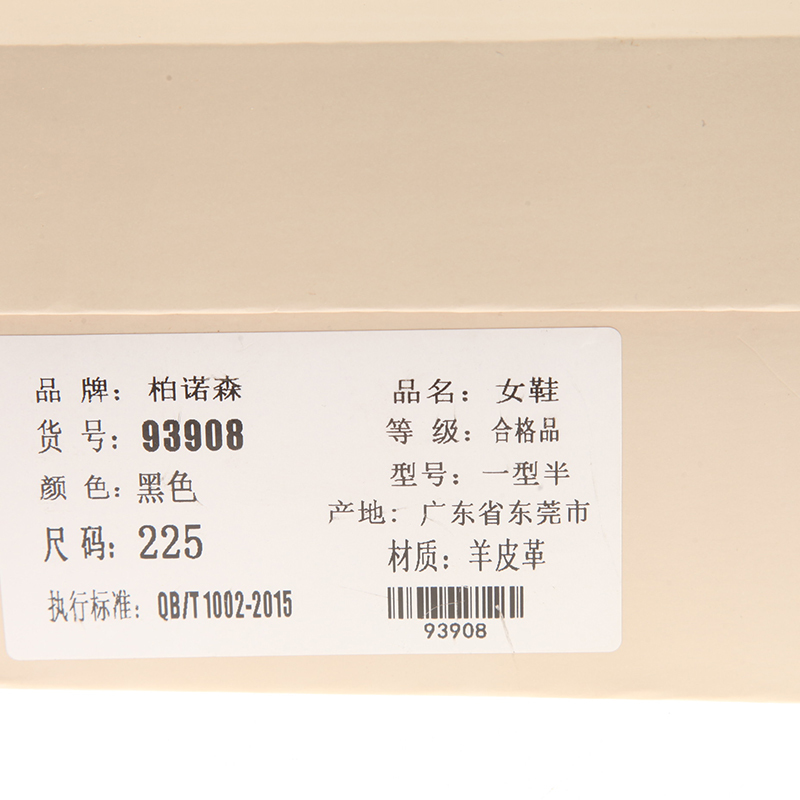 品 牌：柏诺森
货 号：93908
颜 色：黑色
尺 码：225
执行标准：QB/T1002-2015
品名：女鞋
等 级：合格品
型号：一型半
产地：广东省东莞市
材质：羊皮革
93908